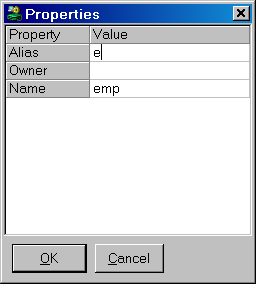 Properties
Property Value
Alias e
Owner
Name emp
OK Cancel